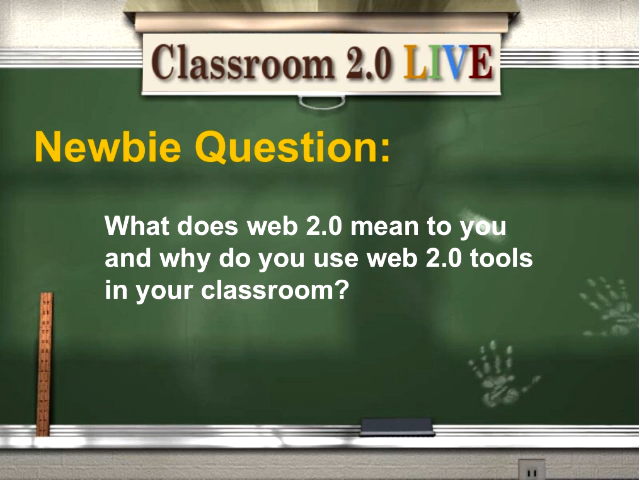 Classroom 2.0 LIVE
Newbie Question:
What does web 2.0 mean to you
and why do you use web 2.0 tools
in your classroom?